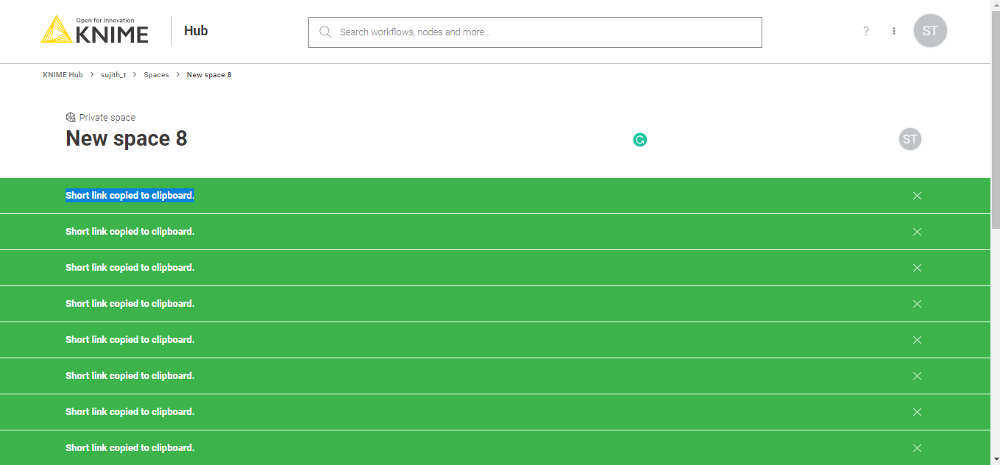 Open for Innovation
KNIME
Hub
Search workflows, nodes and more...
?
ST
KNIME Hub > sujith_t > Spaces > New space 8
Private space
New space 8
ST
Short link copied to clipboard.
Short link copied to clipboard.
Short link copied to clipboard.
Short link copied to clipboard.
Short link copied to clipboard.
Short link copied to clipboard.
Short link copied to clipboard.
Short link copied to clipboard.